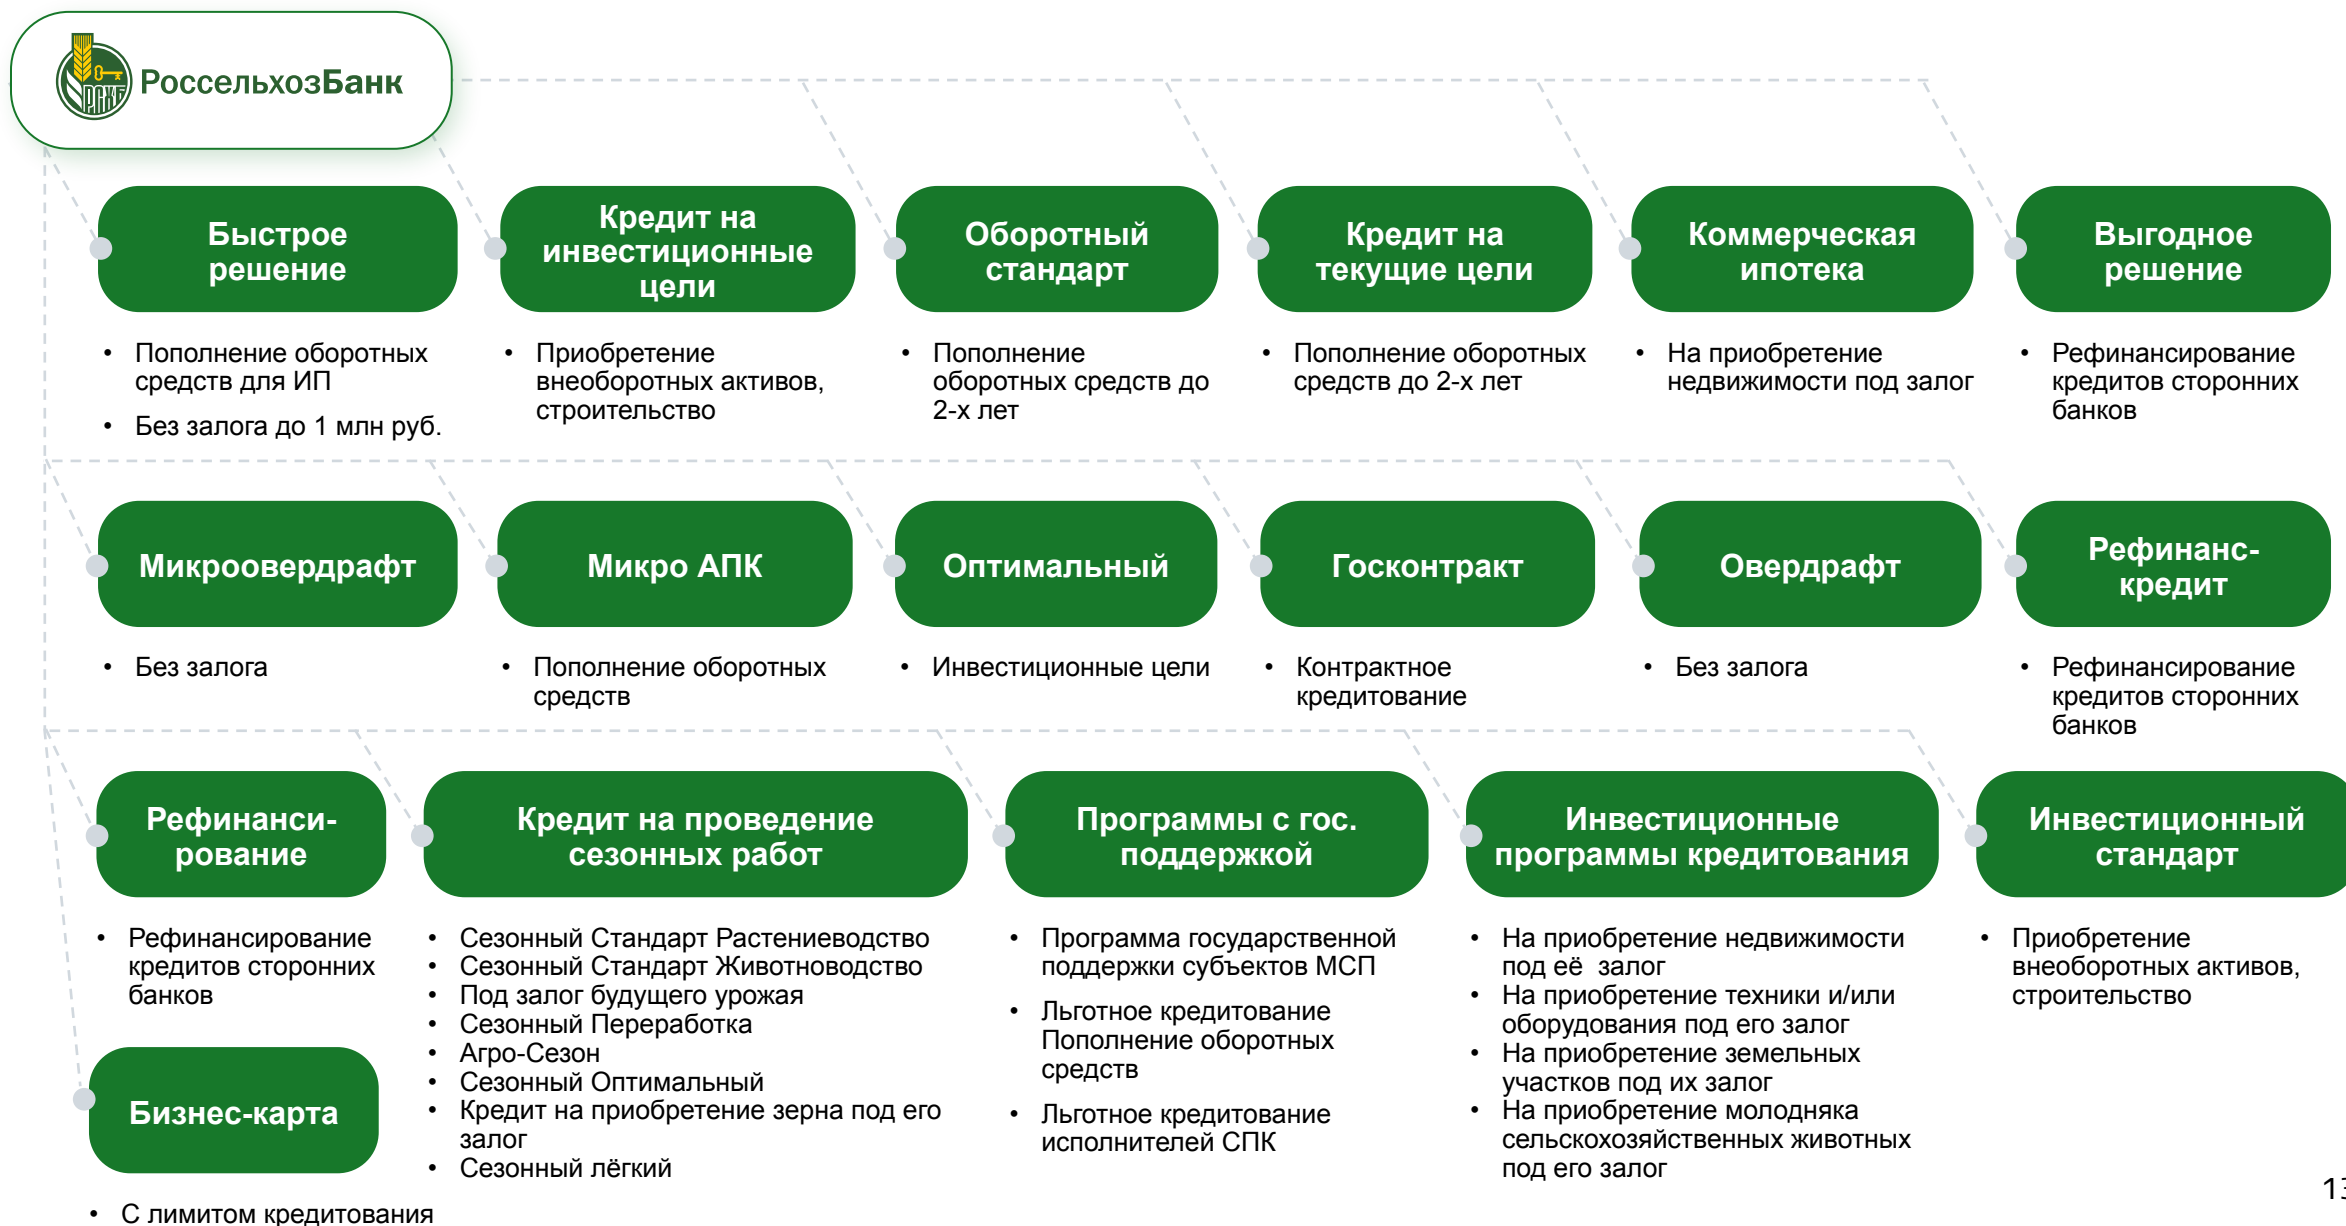 РоссельхозБанк
Быстрое
решение
Пополнение оборотных
средств для ИП
Без залога до 1 млн руб.
Кредит на
инвестиционные
цели
Приобретение
внеоборотных активов,
строительство
Оборотный
стандарт
Пополнение
оборотных средств до
2-х лет
Кредит на
текущие цели
Пополнение оборотных
средств до 2-х лет
Коммерческая
ипотека
На приобретение
недвижимости под залог
Выгодное
решение
Рефинансирование
кредитов сторонних
банков
Микроовердрафт
Без залога
Микро АПК
Пополнение оборотных
средств
Оптимальный
Инвестиционные цели
Госконтракт
Контрактное
кредитование
Овердрафт
Без залога
Рефинанс-
кредит
Рефинансирование
кредитов сторонних
банков
Рефинанси-
рование
Рефинансирование
кредитов сторонних
банков
Кредит на проведение
сезонных работ
Сезонный Стандарт Растениеводство
Сезонный Стандарт Животноводство
Под залог будущего урожая
Сезонный Переработка
Агро-Сезон
Сезонный Оптимальный
Кредит на приобретение зерна под его
залог
Сезонный лёгкий
Программы с гос.
поддержкой
Программа государственной
поддержки субъектов МСП
Льготное кредитование
Пополнение оборотных
средств
Льготное кредитование
исполнителей СПК
Инвестиционные
программы кредитования
На приобретение недвижимости
под её залог
На приобретение техники и/или
оборудования под его залог
На приобретение земельных
участков под их залог
На приобретение молодняка
сельскохозяйственных животных
под его залог
Инвестиционный
стандарт
Приобретение
внеоборотных активов,
строительство
Бизнес-карта
С лимитом кредитования